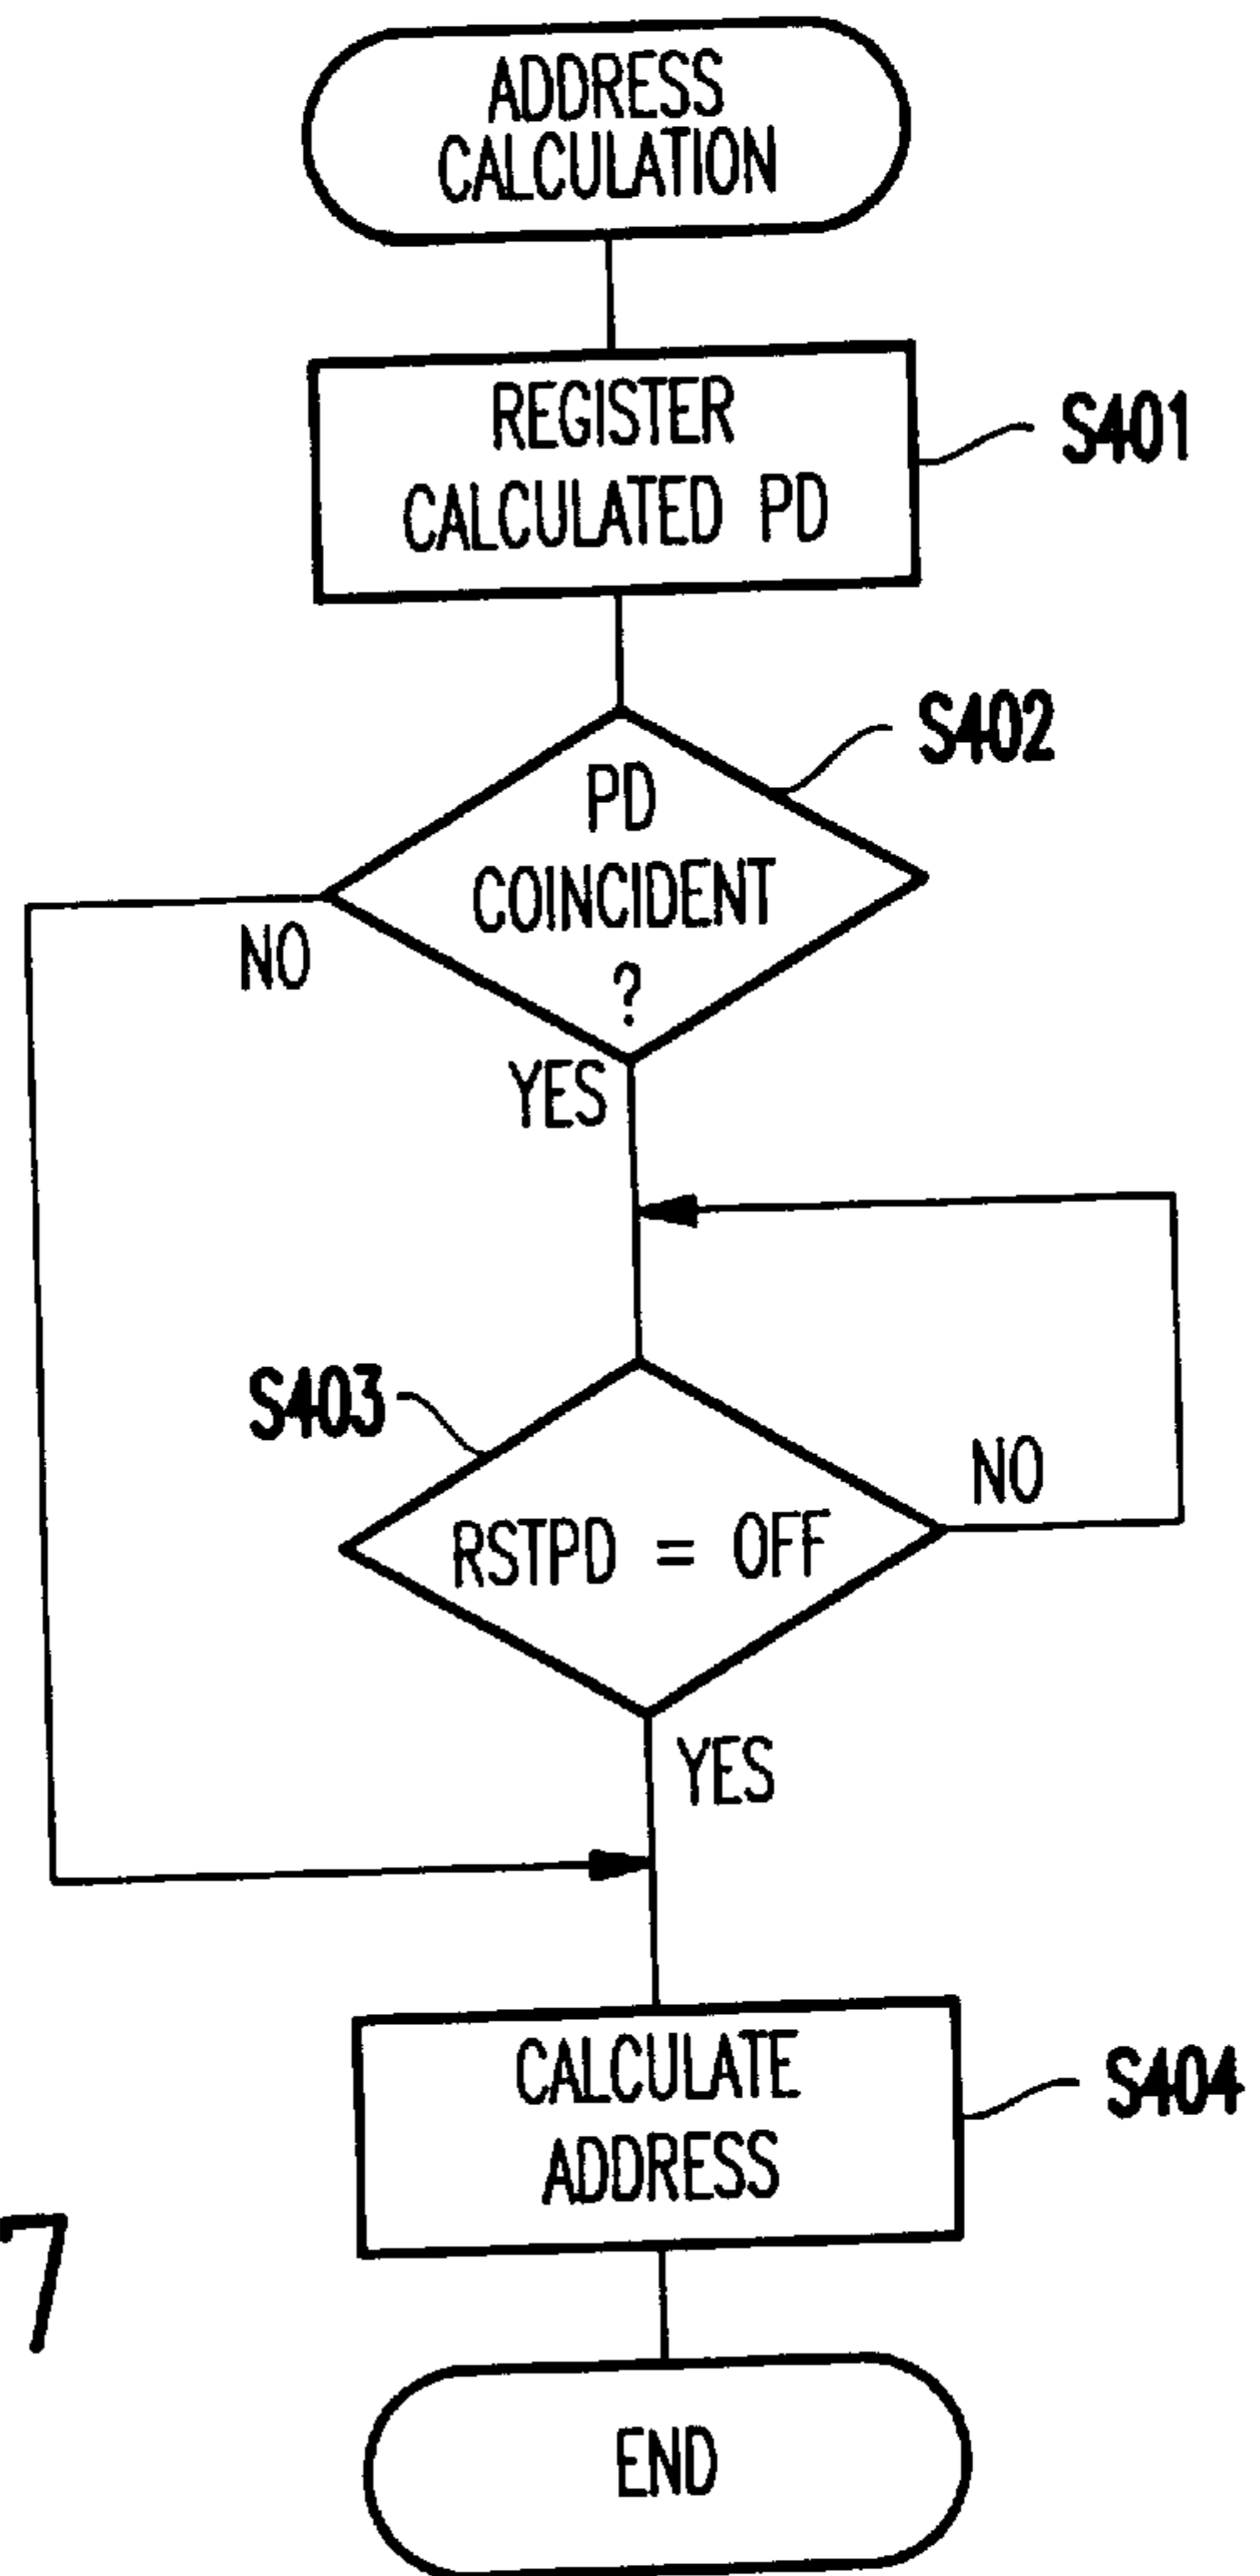 ADDRESS
CALCULATION
REGISTER
CALCULATED PD
S401
S402
PD
COINCIDENT
?
NO
YES
S403
RSTPD = OFF
NO
YES
CALCULATE
ADDRESS
S404
7
END